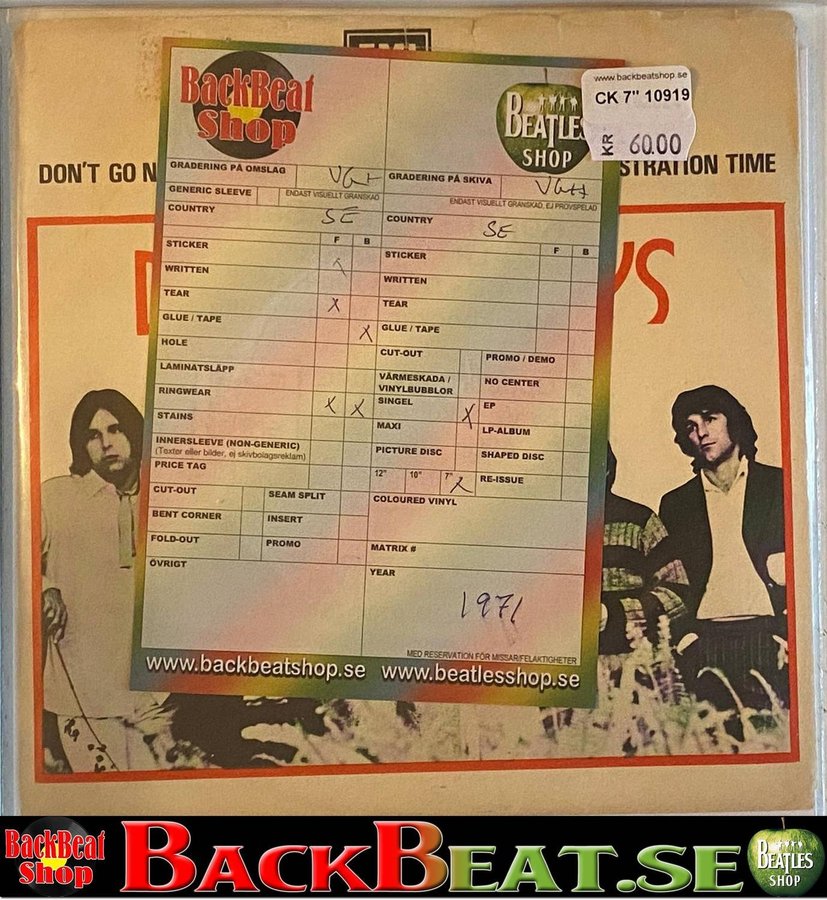 EMI
DON'T GO N
STRATION TIME
YS
BackBeat
Shop
BEATLES
SHOP
www.backbeatshop.se
CK 7" 10919
KR 60.00
GRADERING PÅ OMSLAG VG+
GENERIC SLEEVE
ENDAST VISUELLT GRANSKAD
COUNTRY SE
F B
STICKER
WRITTEN
TEAR X
GLUE / TAPE X
HOLE
LAMINATSLÄPP
RINGWEAR X X
STAINS
INNERSLEEVE (NON-GENERIC)
(Texter eller bilder, ej skivbolagsreklam)
PRICE TAG
CUT-OUT SEAM SPLIT
BENT CORNER INSERT
FOLD-OUT PROMO
ÖVRIGT
GRADERING PÅ SKIVA VG++
ENDAST VISUELLT GRANSKAD, EJ PROVSPELAD
COUNTRY SE
F B
STICKER
WRITTEN
TEAR
GLUE / TAPE
CUT-OUT PROMO / DEMO
VÄRMESKADA / NO CENTER
VINYLBUBBLOR
SINGEL X EP
MAXI LP-ALBUM
PICTURE DISC SHAPED DISC
12" 10" 7" X RE-ISSUE
COLOURED VINYL
MATRIX #
YEAR
1971
MED RESERVATION FÖR MISSAR/FELAKTIGHETER
www.backbeatshop.se www.beatlesshop.se
BackBeat
Shop
BACKBEAT.SE
BEATLES
SHOP